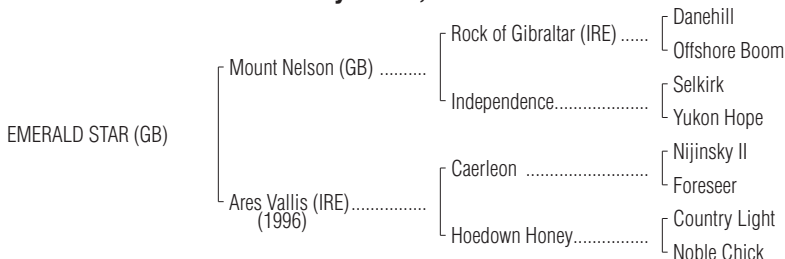 Danehill
Rock of Gibraltar (IRE) ......
Offshore Boom
Mount Nelson (GB) ..........
Selkirk
Independence.....................
Yukon Hope
EMERALD STAR (GB)
Nijinsky II
Caerleon ...........................
Foreseer
Ares Vallis (IRE)................
(1996)
Country Light
Hoedown Honey.................
Noble Chick